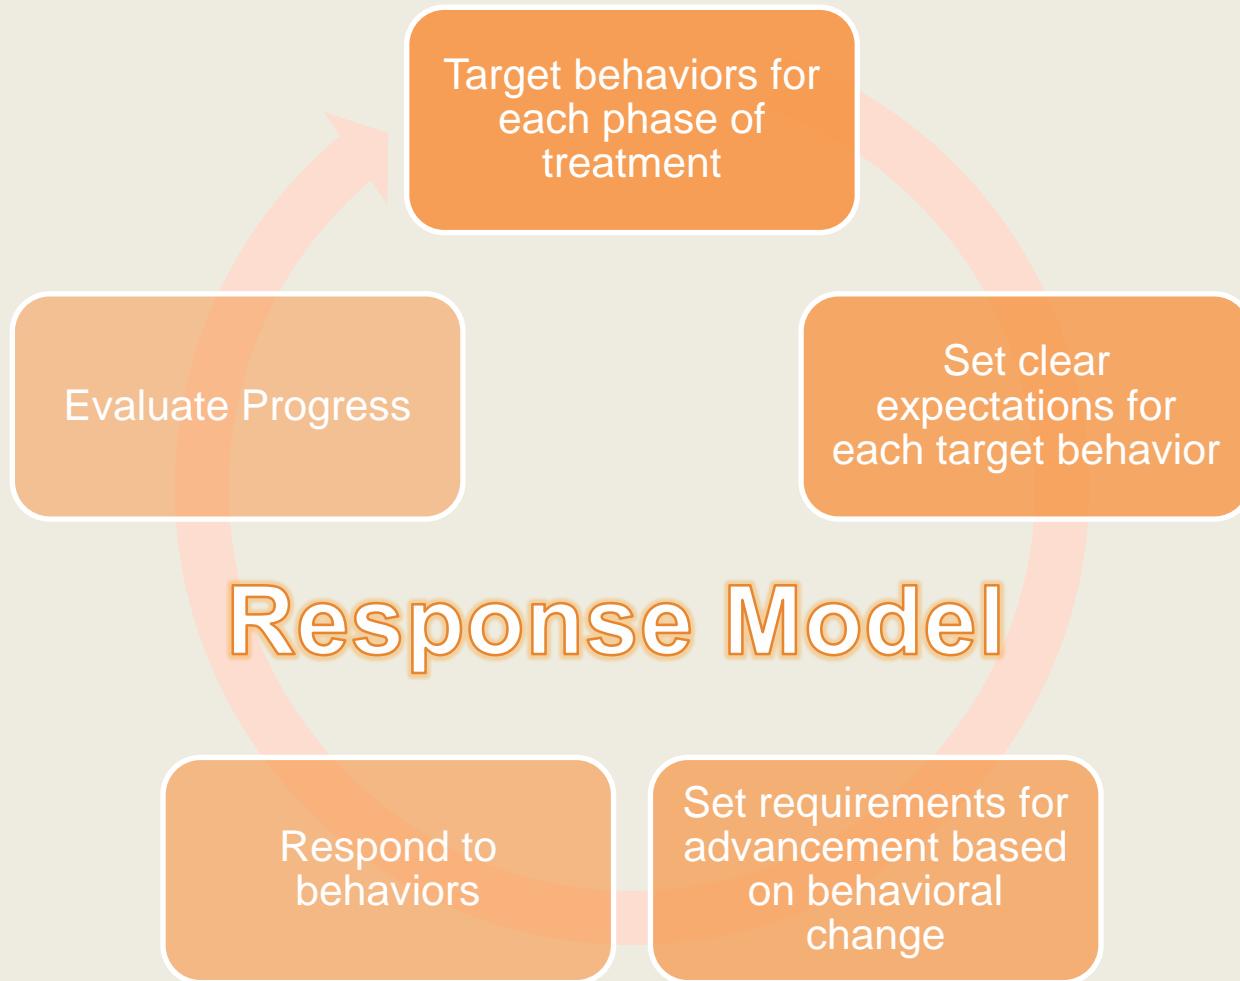 Target behaviors for
each phase of
treatment
Set clear
expectations for
each target behavior
Set requirements for
advancement based
on behavioral
change
Respond to
behaviors
Evaluate Progress
Response Model